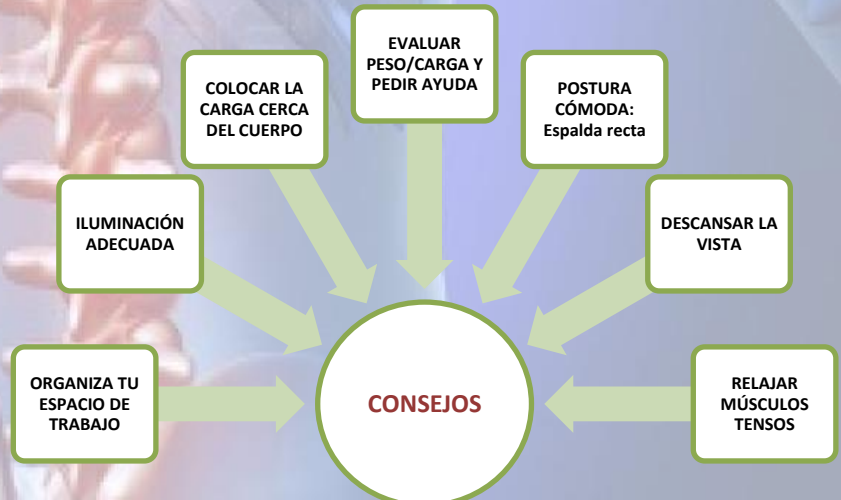 ORGANIZA TU
ESPACIO DE
TRABAJO
ILUMINACIÓN
ADECUADA
COLOCAR LA
CARGA CERCA
DEL CUERPO
EVALUAR
PESO/CARGA Y
PEDIR AYUDA
POSTURA
CÓMODA:
Espalda recta
DESCANSAR LA
VISTA
RELAJAR
MÚSCULOS
TENSOS
CONSEJOS